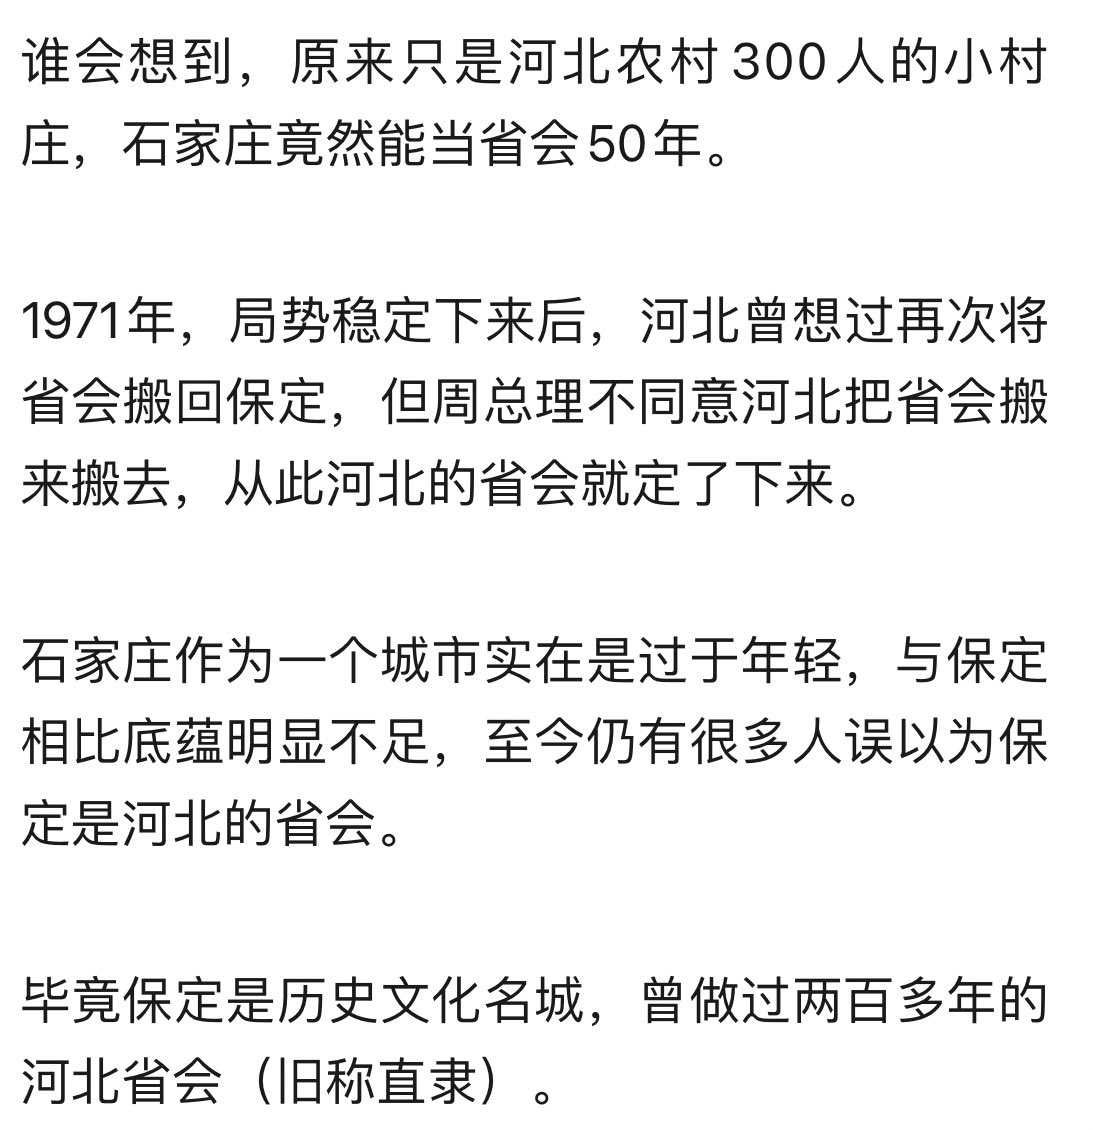 谁会想到，原来只是河北农村300人的小村
庄，石家庄竟然能当省会50年。
1971年，局势稳定下来后，河北曾想过再次将
省会搬回保定，但周总理不同意河北把省会搬
来搬去，从此河北的省会就定了下来。
石家庄作为一个城市实在是过于年轻，与保定
相比底蕴明显不足，至今仍有很多人误以为保
定是河北的省会。
毕竟保定是历史文化名城，曾做过两百多年的
河北省会（旧称直隶）。